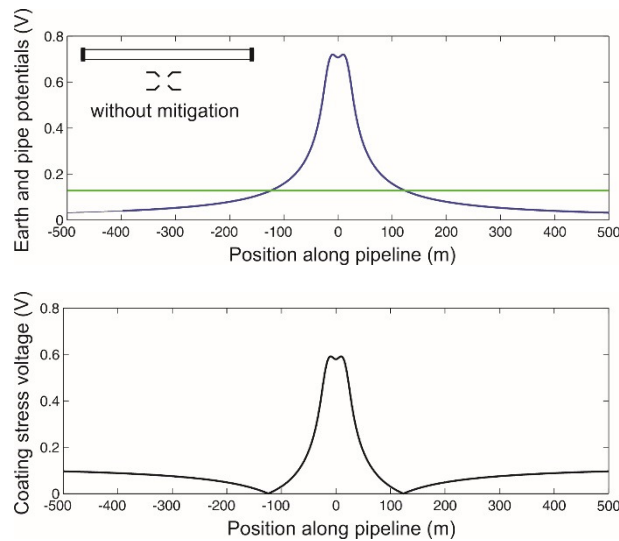 Earth and pipe potentials (V)
0.8
0.6
0.4
0.2
0
without mitigation
-500 -400 -300 -200 -100 0 100 200 300 400 500
Position along pipeline (m)
Coating stress voltage (V)
0.8
0.6
0.4
0.2
0
-500 -400 -300 -200 -100 0 100 200 300 400 500
Position along pipeline (m)